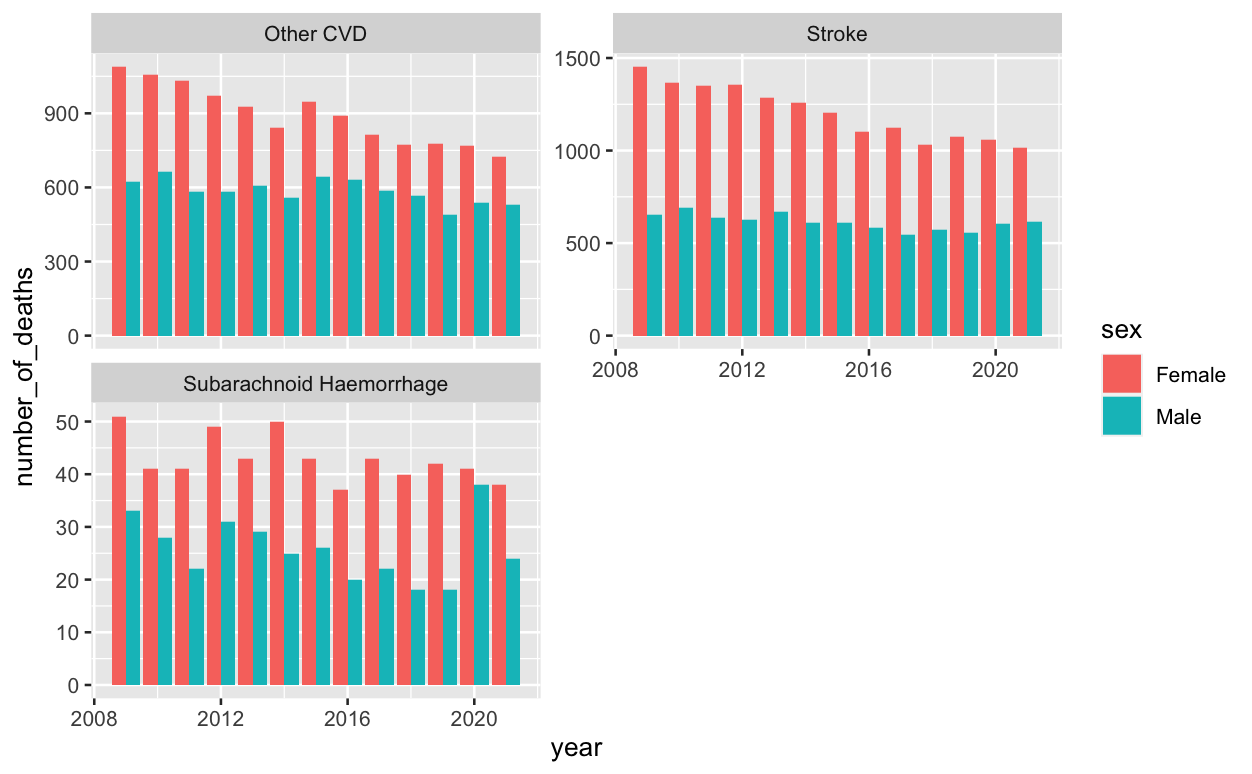 Other CVD
Stroke
900
600
300
0
1500
1000
500
0
2008 2012 2016 2020
Subarachnoid Haemorrhage
50
40
30
20
10
0
2008 2012 2016 2020
number_of_deaths
year
sex
Female
Male